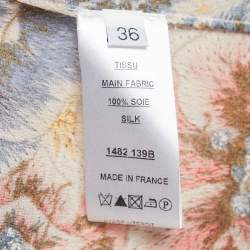 36
TISSU
MAIN FABRIC
100% SOIE
SILK
1482 139B
MADE IN FRANCE
P